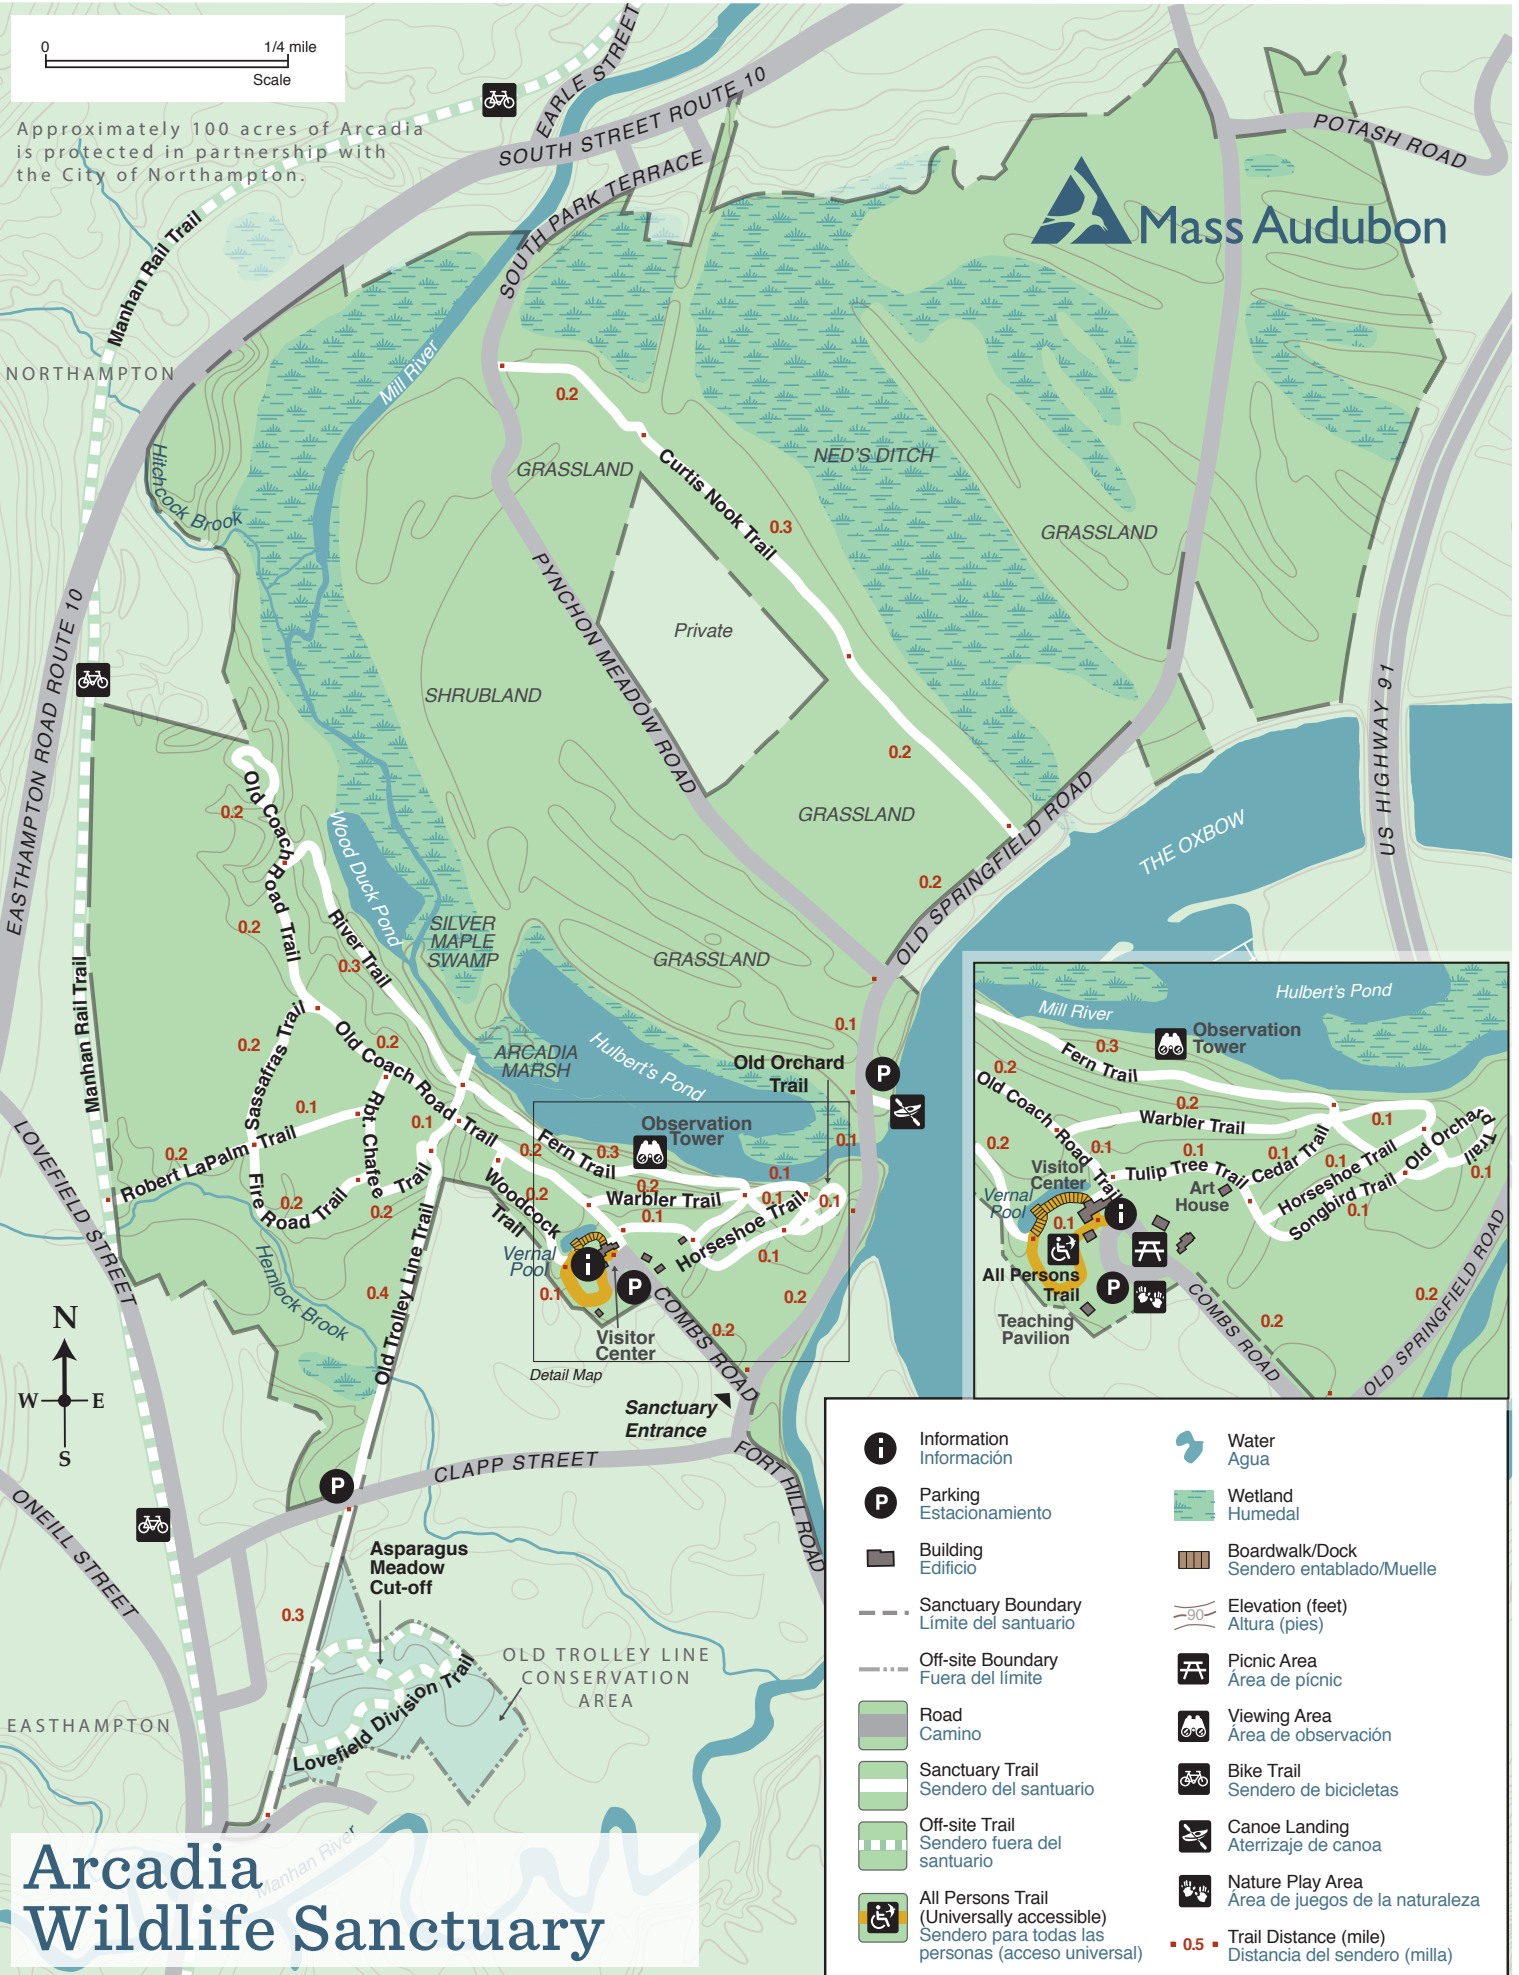 0
1/4 mile
Scale
Approximately 100 acres of Arcadia
is protected in partnership with
the City of Northampton.
EARLE STREET
SOUTH STREET ROUTE 10
SOUTH PARK TERRACE
POTASH ROAD
Mass Audubon
Manhan Rail Trail
NORTHAMPTON
Mill River
Hitchcock Brook
0.2
GRASSLAND
Curtis Nook Trail
NED'S DITCH
0.3
GRASSLAND
PYNCHON MEADOW ROAD
Private
EASTHAMPTON ROAD ROUTE 10
SHRUBLAND
US HIGHWAY 91
0.2
GRASSLAND
0.2
OLD SPRINGFIELD ROAD
THE OXBOW
Old Coach Road Trail
0.2
0.2
Wood Duck Pond
River Trail
0.3
SILVER
MAPLE
SWAMP
GRASSLAND
Manhan Rail Trail
Sassafras Trail
0.2
Old Coach Road Trail
0.2
ARCADIA
MARSH
Hulbert's Pond
0.1
Old Orchard
Trail
P
Observation
Tower
0.1
0.1
Rbt. Chafee Trail
0.1
Robert LaPalm Trail
0.2
Fire Road Trail
0.2
0.2
Fern Trail
0.3
0.2
0.1
0.2
Warbler Trail
0.1
0.1
Woodcock
Trail
0.2
0.1
Horseshoe Trail
0.1
Vernal
Pool
i
P
0.1
0.2
Visitor
Center
COMBS ROAD
0.2
Detail Map
Sanctuary
Entrance
LOVEFIELD STREET
Hemlock Brook
0.4
Old Trolley Line Trail
N
W
E
S
P
CLAPP STREET
FORT HILL ROAD
ONEILL STREET
Asparagus
Meadow
Cut-off
0.3
OLD TROLLEY LINE
CONSERVATION
AREA
Lovefield Division Trail
EASTHAMPTON
Manhan River
Arcadia
Wildlife Sanctuary
Mill River
Hulbert's Pond
Observation
Tower
0.3
Fern Trail
0.2
Old Coach Road Trail
0.2
Warbler Trail
0.1
0.2
0.1
0.1
Tulip Tree Trail
0.1
Cedar Trail
0.1
Horseshoe Trail
Old Orchard Trail
0.1
Songbird Trail
0.1
Visitor
Center
Art
House
Vernal
Pool
0.1
i
All Persons
Trail
P
Teaching
Pavilion
COMBS ROAD
0.2
0.2
OLD SPRINGFIELD ROAD
i
Information
Información
P
Parking
Estacionamiento
Building
Edificio
Sanctuary Boundary
Límite del santuario
Off-site Boundary
Fuera del límite
Road
Camino
Sanctuary Trail
Sendero del santuario
Off-site Trail
Sendero fuera del
santuario
All Persons Trail
(Universally accessible)
Sendero para todas las
personas (acceso universal)
Water
Agua
Wetland
Humedal
Boardwalk/Dock
Sendero entablado/Muelle
90
Elevation (feet)
Altura (pies)
Picnic Area
Área de pícnic
Viewing Area
Área de observación
Bike Trail
Sendero de bicicletas
Canoe Landing
Aterrizaje de canoa
Nature Play Area
Área de juegos de la naturaleza
0.5
Trail Distance (mile)
Distancia del sendero (milla)